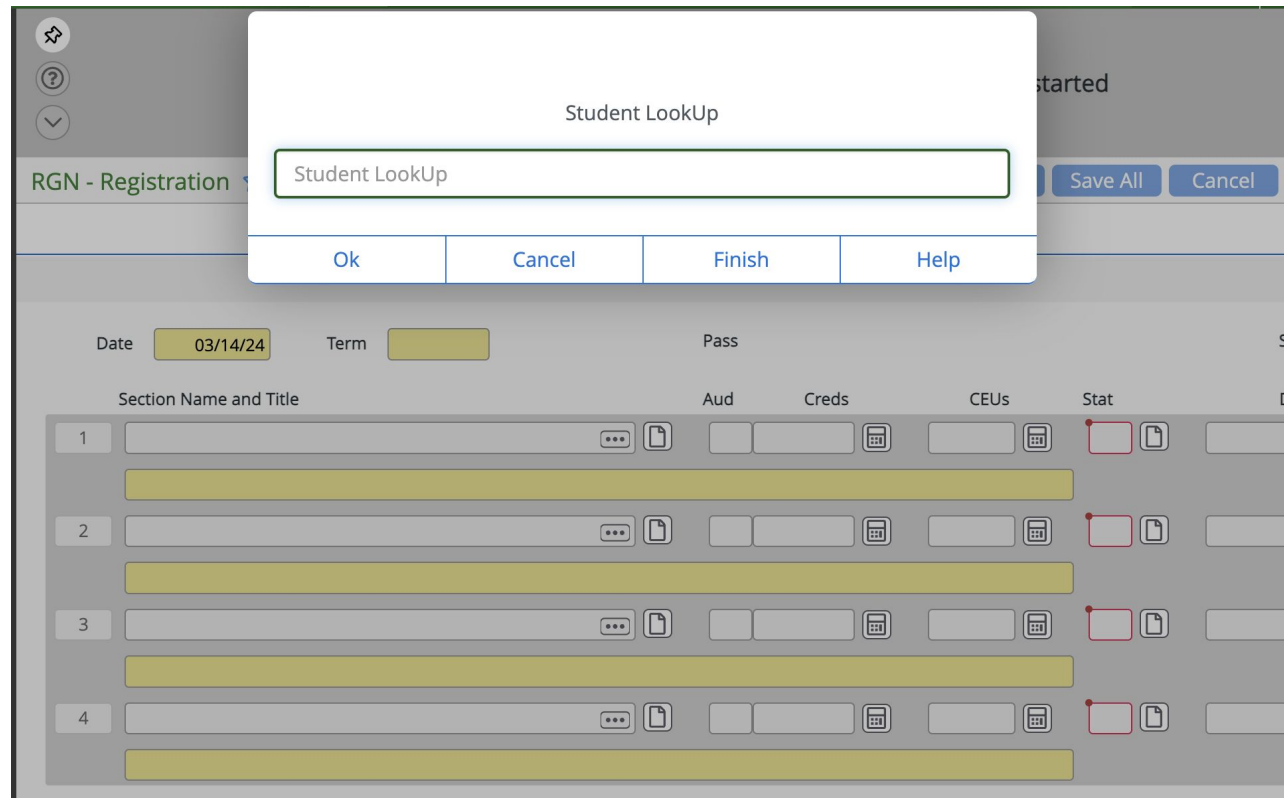 started
Student LookUp
Student LookUp
RGN - Registration
Save All Cancel
Ok Cancel Finish Help
Date 03/14/24 Term Pass
Section Name and Title Aud Creds CEUs Stat
1
2
3
4